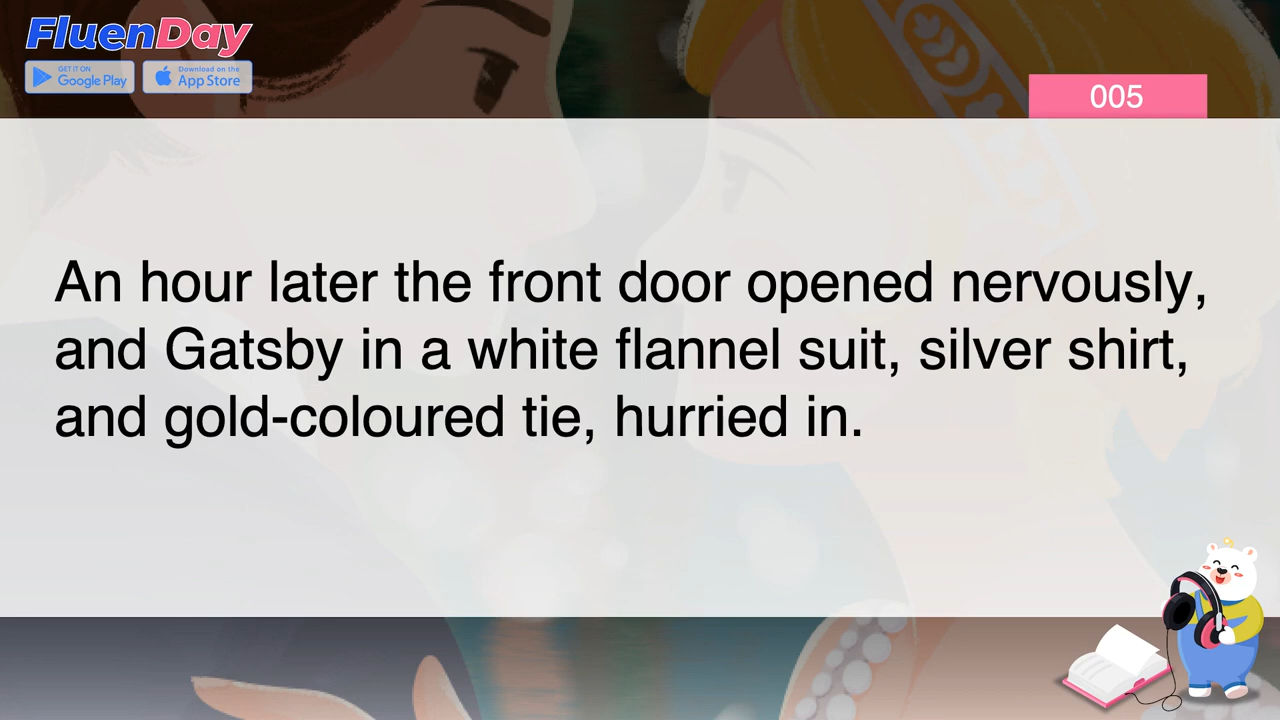 FluenDay
GET IT ON
Google Play
Download on the
App Store
005
An hour later the front door opened nervously,
and Gatsby in a white flannel suit, silver shirt,
and gold-coloured tie, hurried in.